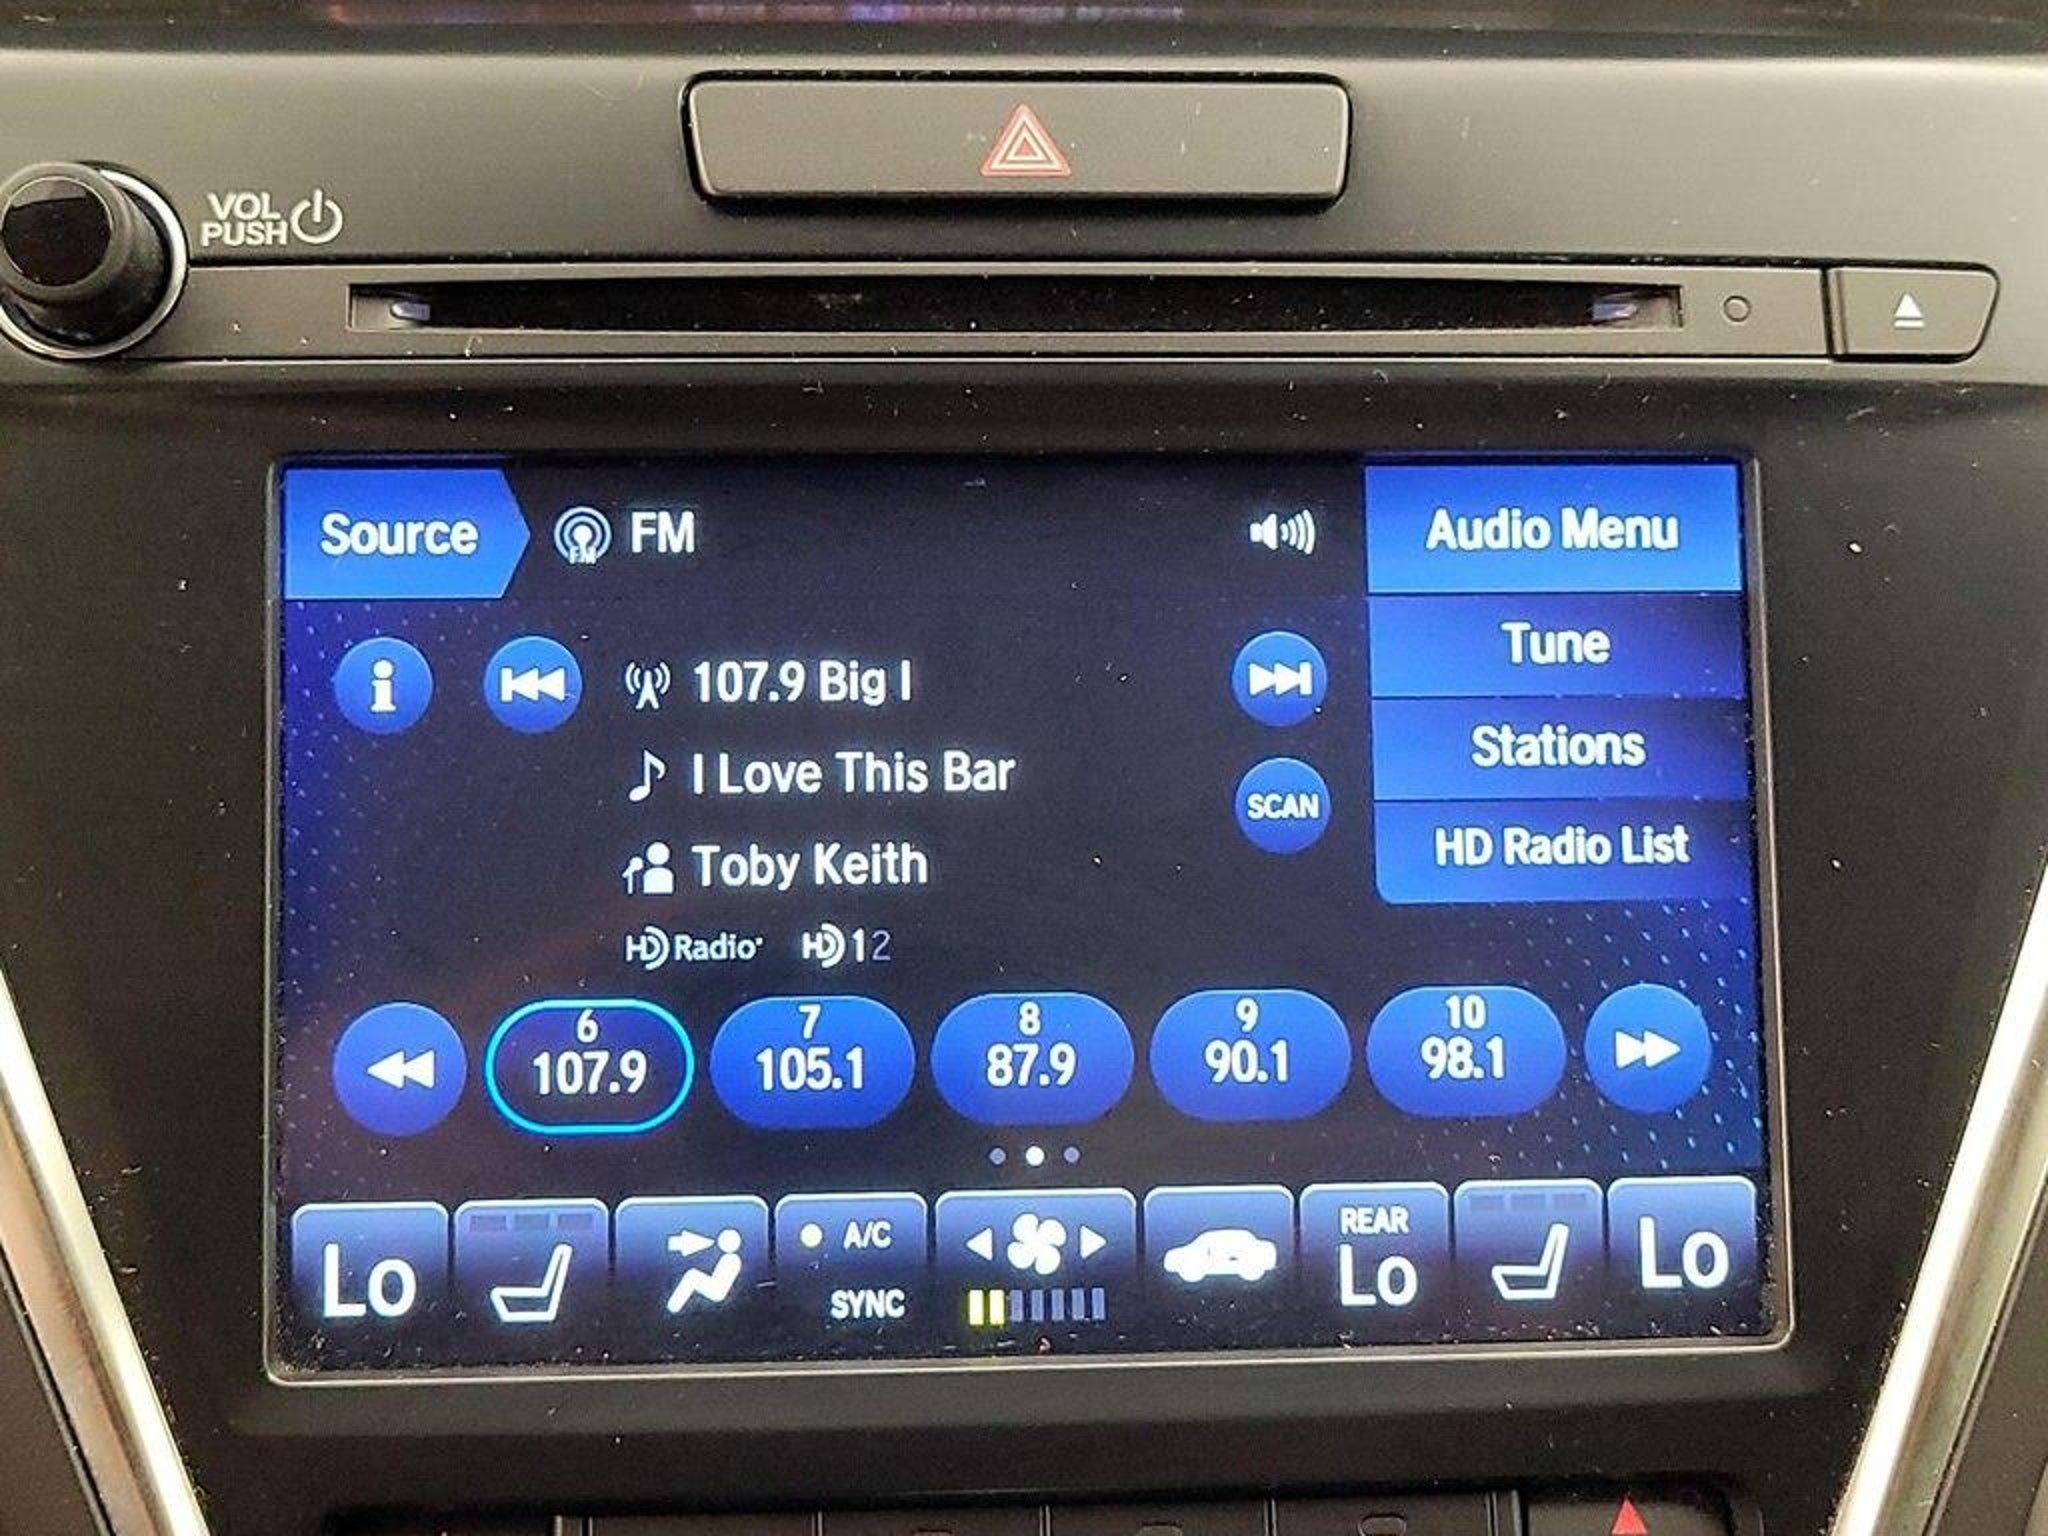 VOL
PUSH
Source
FM
FM
Audio Menu
Tune
107.9 Big I
Stations
I Love This Bar
SCAN
HD Radio List
Toby Keith
HD Radio HD 1 2
6
107.9
7
105.1
8
87.9
9
90.1
10
98.1
Lo
A/C
SYNC
REAR
Lo
Lo